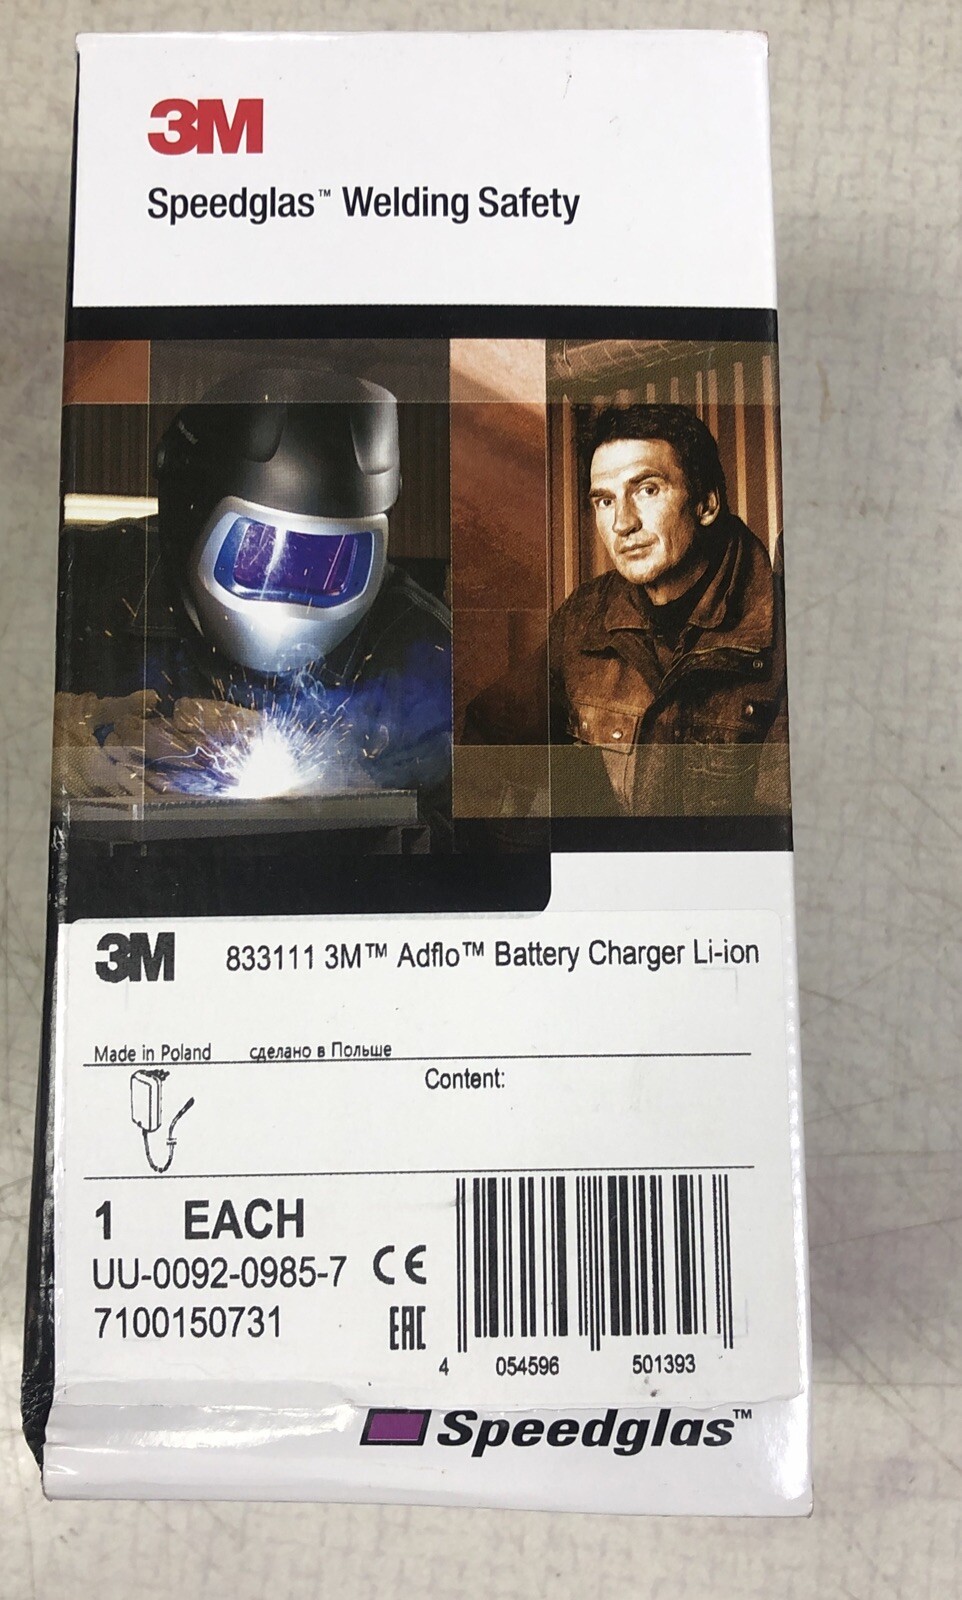 3M
Speedglas™ Welding Safety
3M 833111 3M™ Adflo™ Battery Charger Li-ion
Made in Poland сделано в Польше
Content:
1 EACH
UU-0092-0985-7 CE
7100150731 EAC
4 054596 501393
Speedglas™